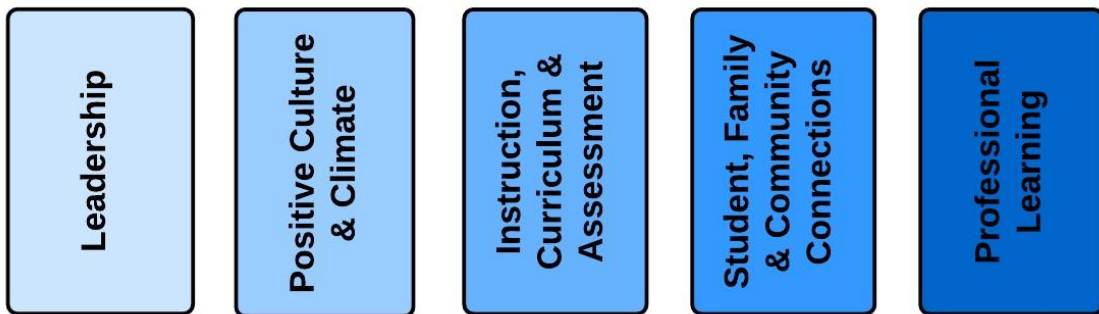 Leadership
Positive Culture
& Climate
Instruction,
Curriculum &
Assessment
Student, Family
& Community
Connections
Professional
Learning